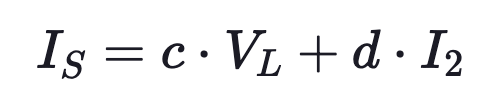 I_S = c · V_L + d · I_2